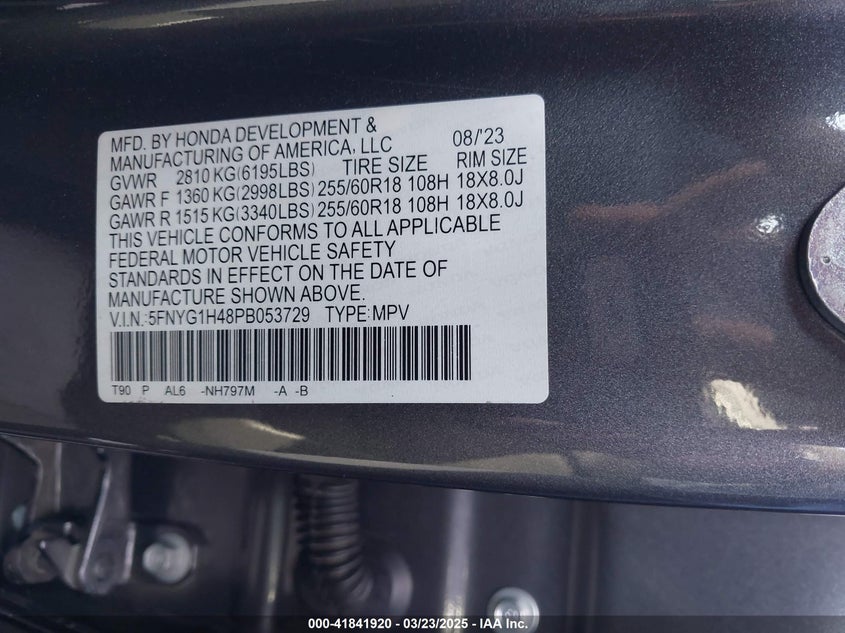 MFD. BY HONDA DEVELOPMENT &
MANUFACTURING OF AMERICA, LLC 08/'23
GVWR 2810 KG(6195LBS) TIRE SIZE RIM SIZE
GAWR F 1360 KG(2998LBS) 255/60R18 108H 18X8.0J
GAWR R 1515 KG(3340LBS) 255/60R18 108H 18X8.0J
THIS VEHICLE CONFORMS TO ALL APPLICABLE
FEDERAL MOTOR VEHICLE SAFETY
STANDARDS IN EFFECT ON THE DATE OF
MANUFACTURE SHOWN ABOVE.
V.I.N.:5FNYG1H48PB053729 TYPE:MPV
T90 P AL6 -NH797M -A -B
000-41841920 - 03/23/2025 - IAA Inc.